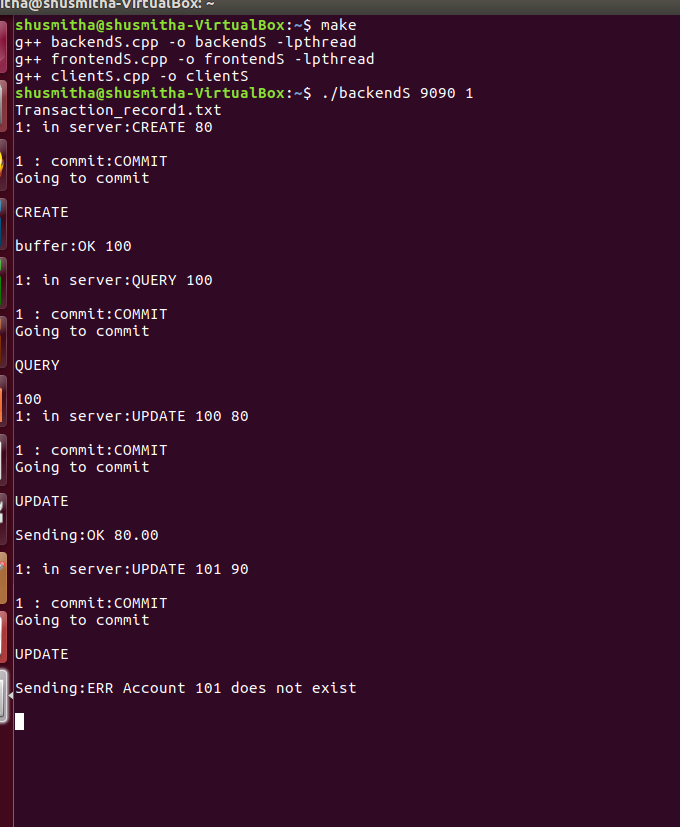 itha@shusmitha-VirtualBox: ~
shusmitha@shusmitha-VirtualBox:~$ make
g++ backendS.cpp -o backendS -lpthread
g++ frontendS.cpp -o frontendS -lpthread
g++ clientS.cpp -o clientS
shusmitha@shusmitha-VirtualBox:~$ ./backendS 9090 1
Transaction_record1.txt
1: in server:CREATE 80
1 : commit:COMMIT
Going to commit
CREATE
buffer:OK 100
1: in server:QUERY 100
1 : commit:COMMIT
Going to commit
QUERY
100
1: in server:UPDATE 100 80
1 : commit:COMMIT
Going to commit
UPDATE
Sending:OK 80.00
1: in server:UPDATE 101 90
1 : commit:COMMIT
Going to commit
UPDATE
Sending:ERR Account 101 does not exist